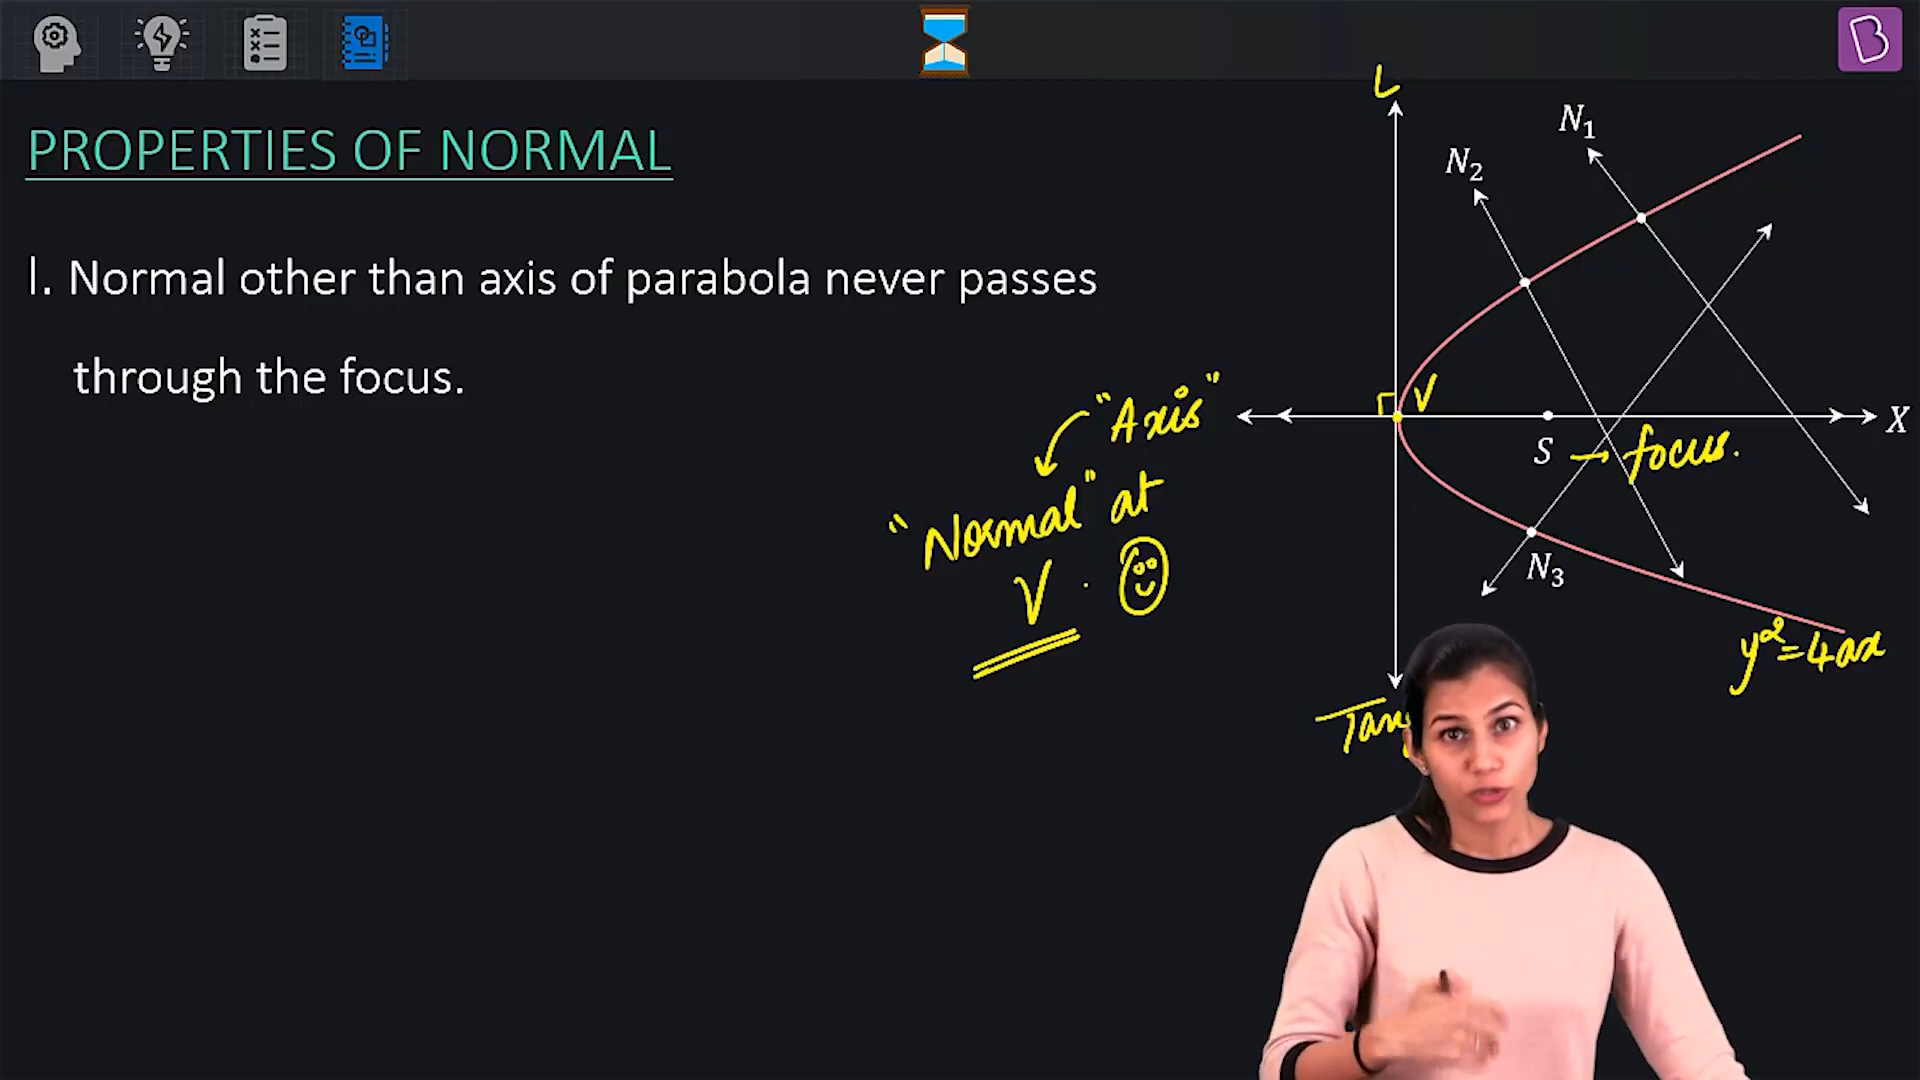 PROPERTIES OF NORMAL
1. Normal other than axis of parabola never passes
through the focus.
"Axis"
"Normal" at
V.
L
N₁
N₂
V
X
S → focus.
N₃
y²=4ax
B